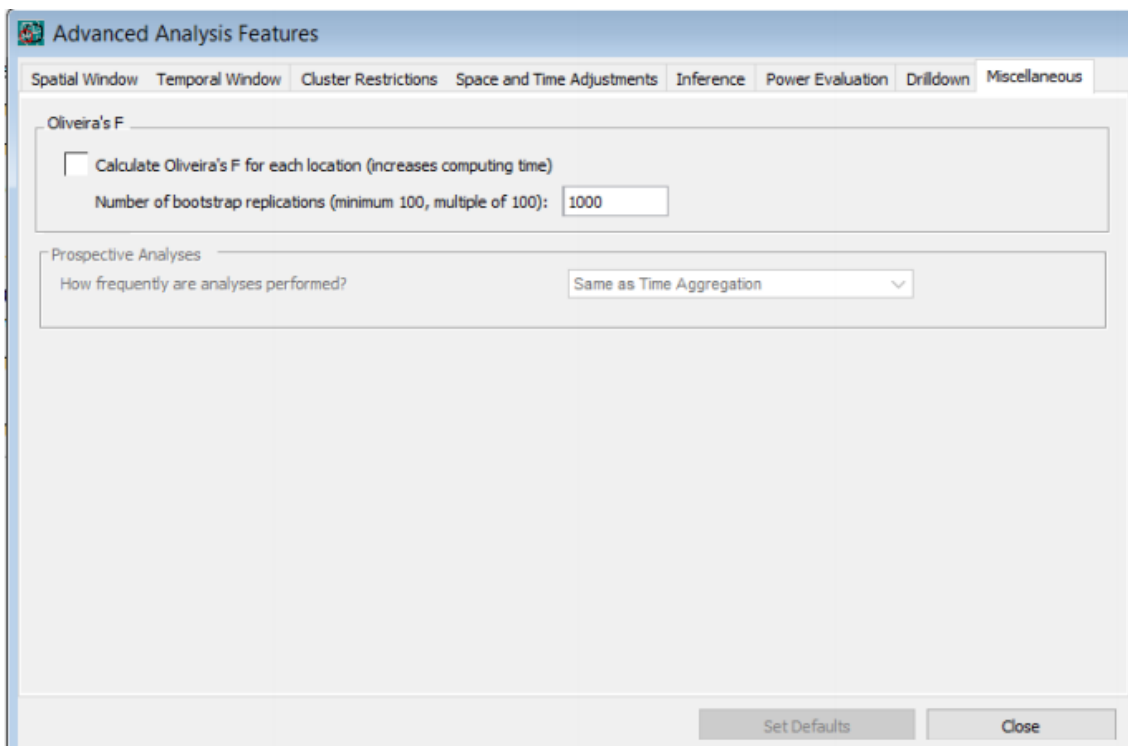 Advanced Analysis Features
Spatial Window Temporal Window Cluster Restrictions Space and Time Adjustments Inference Power Evaluation Drilldown Miscellaneous
Oliveira's F
Calculate Oliveira's F for each location (increases computing time)
Number of bootstrap replications (minimum 100, multiple of 100): 1000
Prospective Analyses
How frequently are analyses performed? Same as Time Aggregation
Set Defaults Close